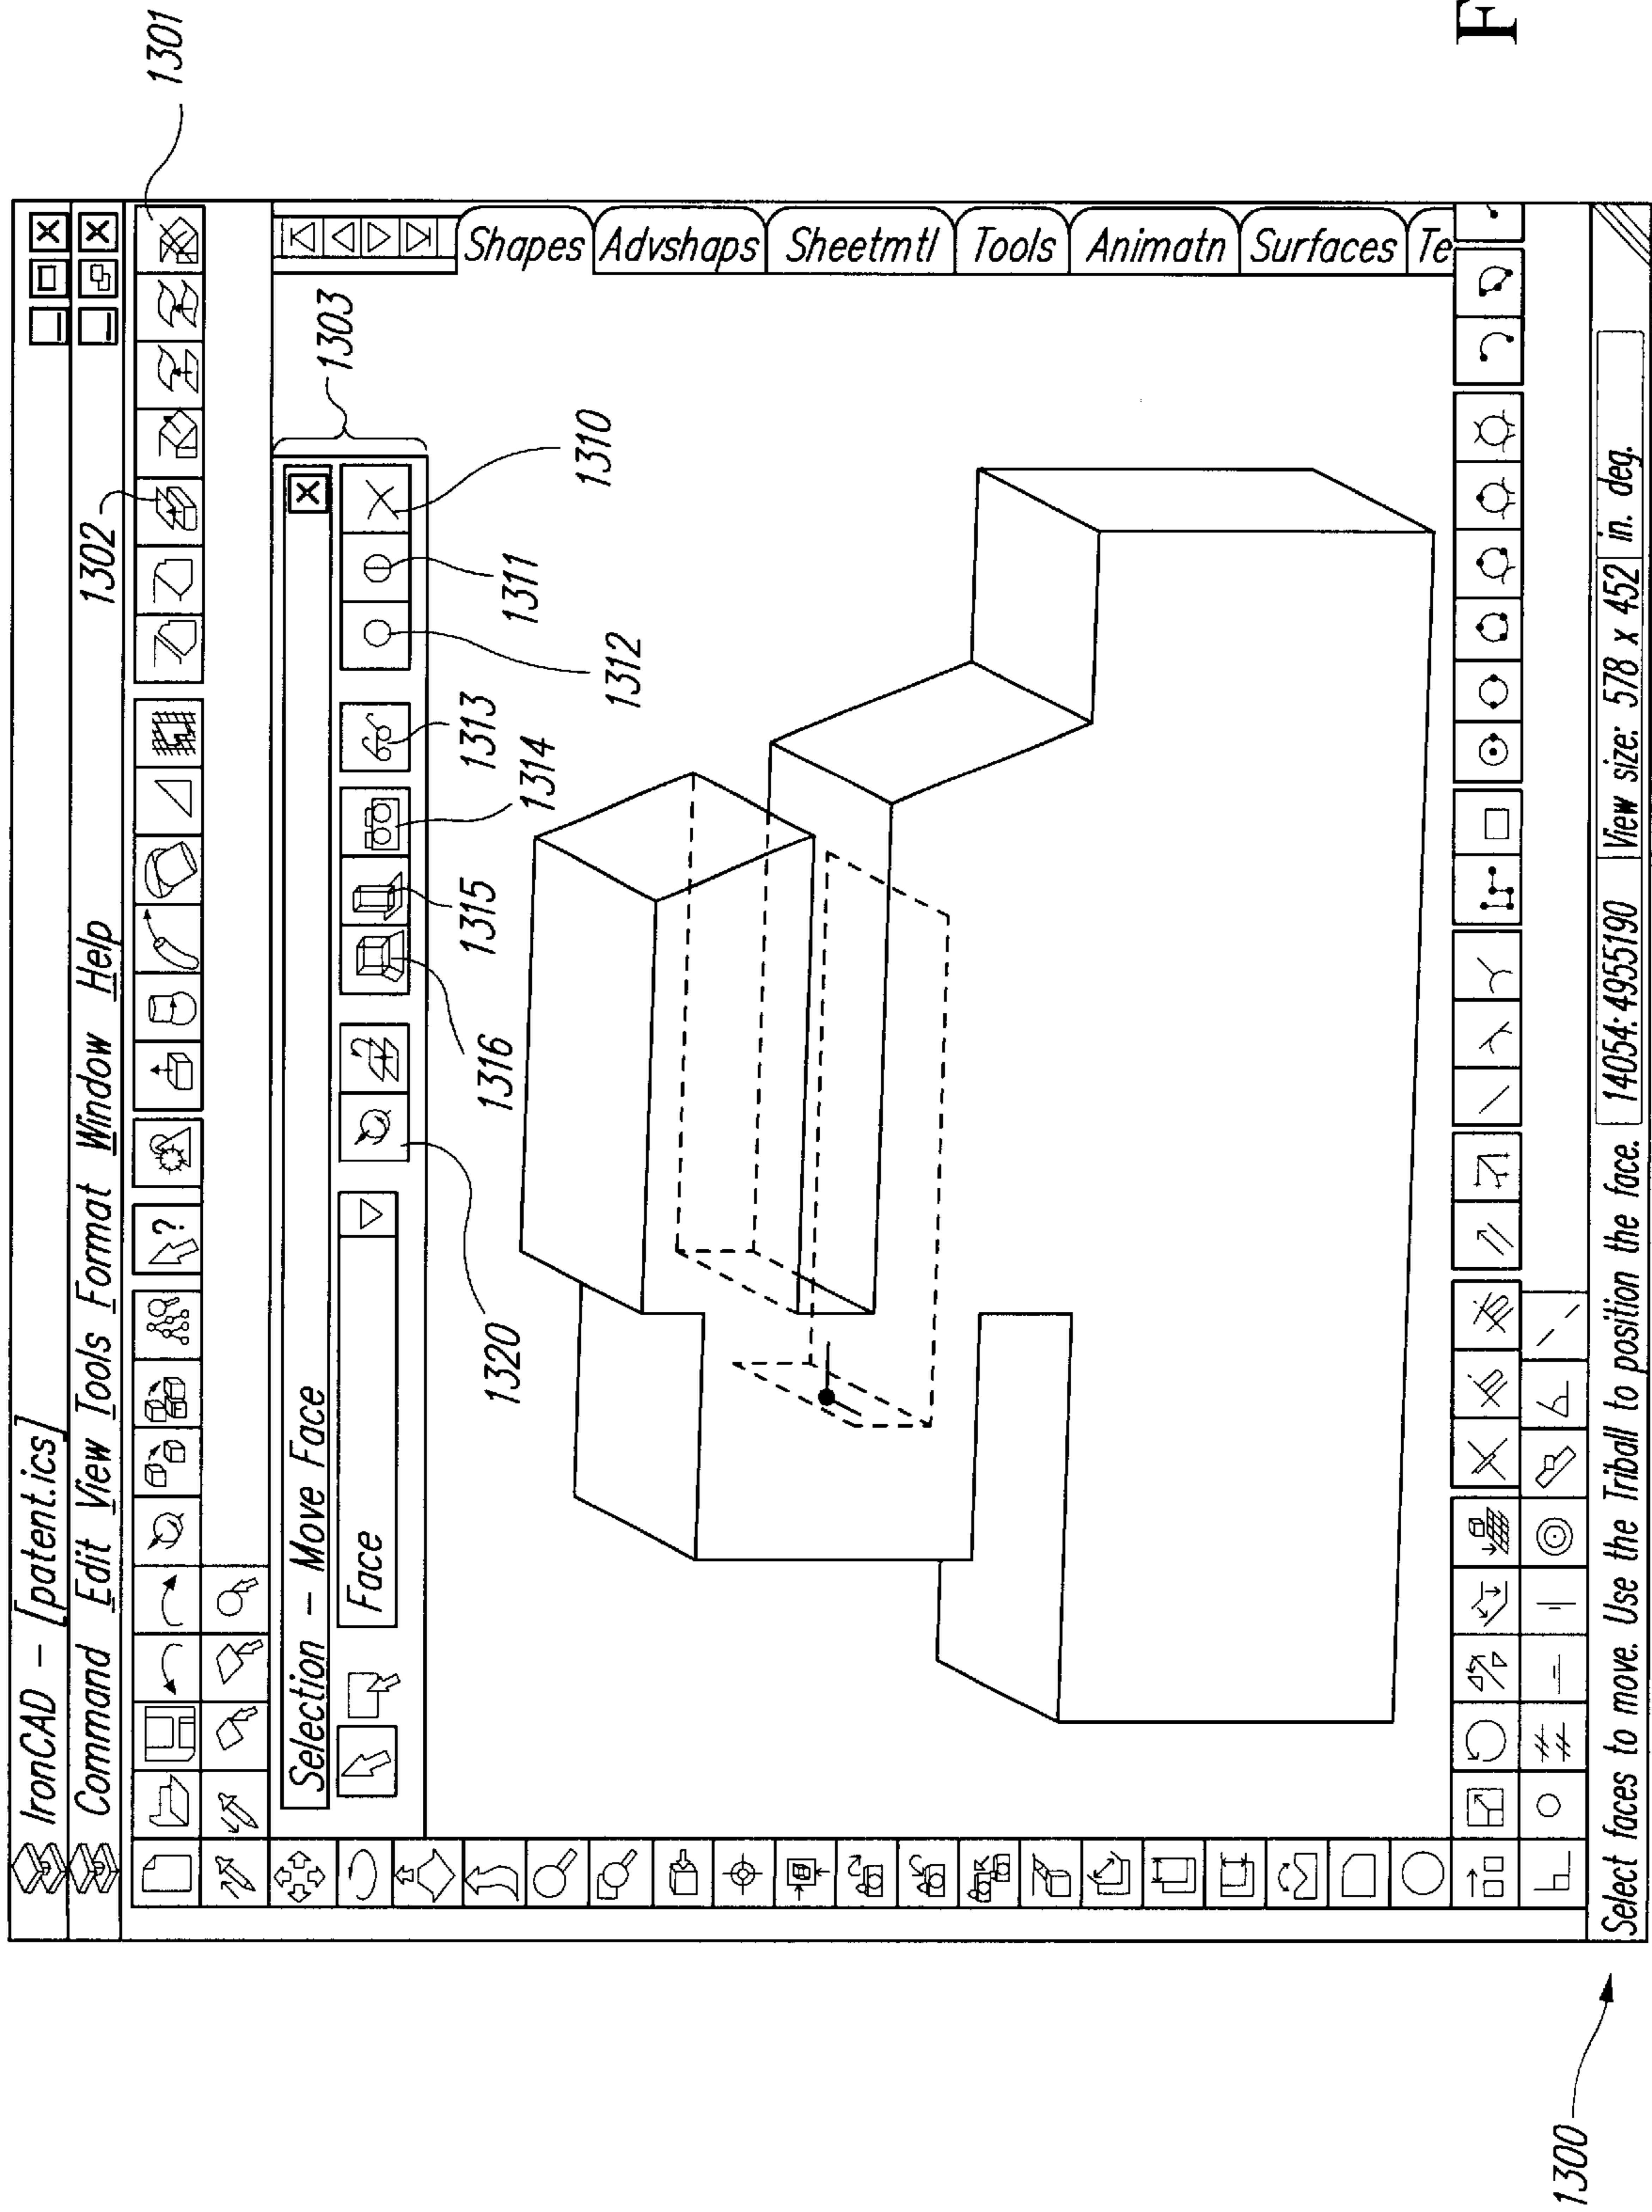 1301
IronCAD - [patent.ics]
Command Edit View Tools Format Window Help
1302
?
Selection - Move Face
1303
Face
1320
1316
1315
1314
1313
1312
1311
1310
Shapes
Advshaps
Sheetmtl
Tools
Animatn
Surfaces
Te
Select faces to move. Use the Triball to position the face. 14054:4955190 View size: 578 x 452 in. deg.
1300
F